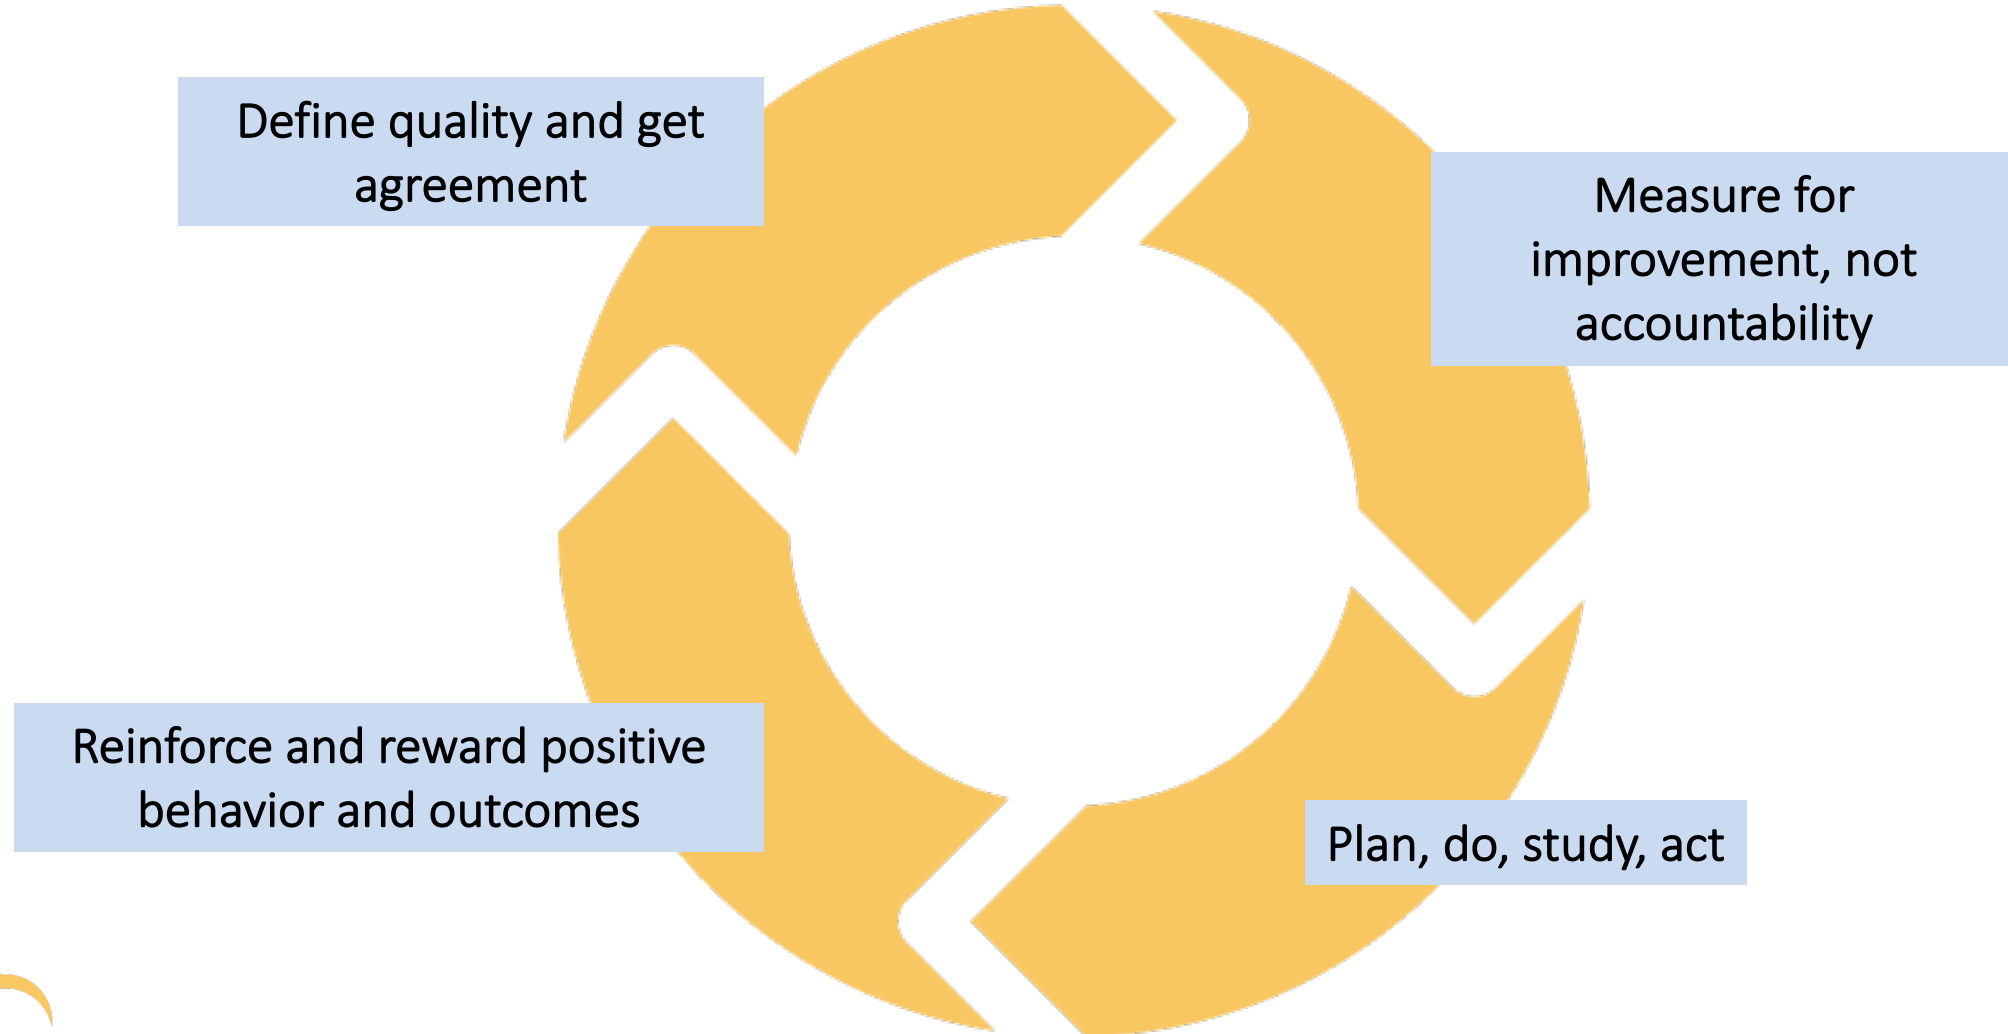 Define quality and get
agreement
Measure for
improvement, not
accountability
Plan, do, study, act
Reinforce and reward positive
behavior and outcomes